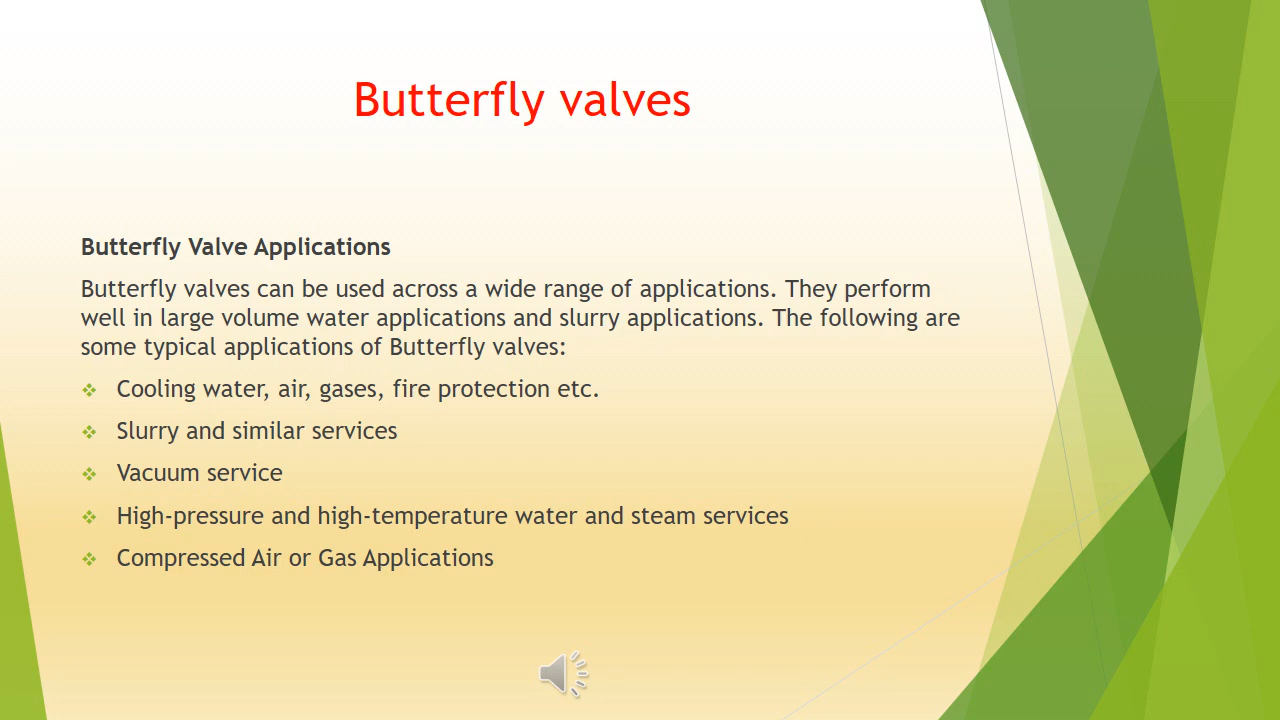 Butterfly valves
Butterfly Valve Applications
Butterfly valves can be used across a wide range of applications. They perform
well in large volume water applications and slurry applications. The following are
some typical applications of Butterfly valves:
Cooling water, air, gases, fire protection etc.
Slurry and similar services
Vacuum service
High-pressure and high-temperature water and steam services
Compressed Air or Gas Applications